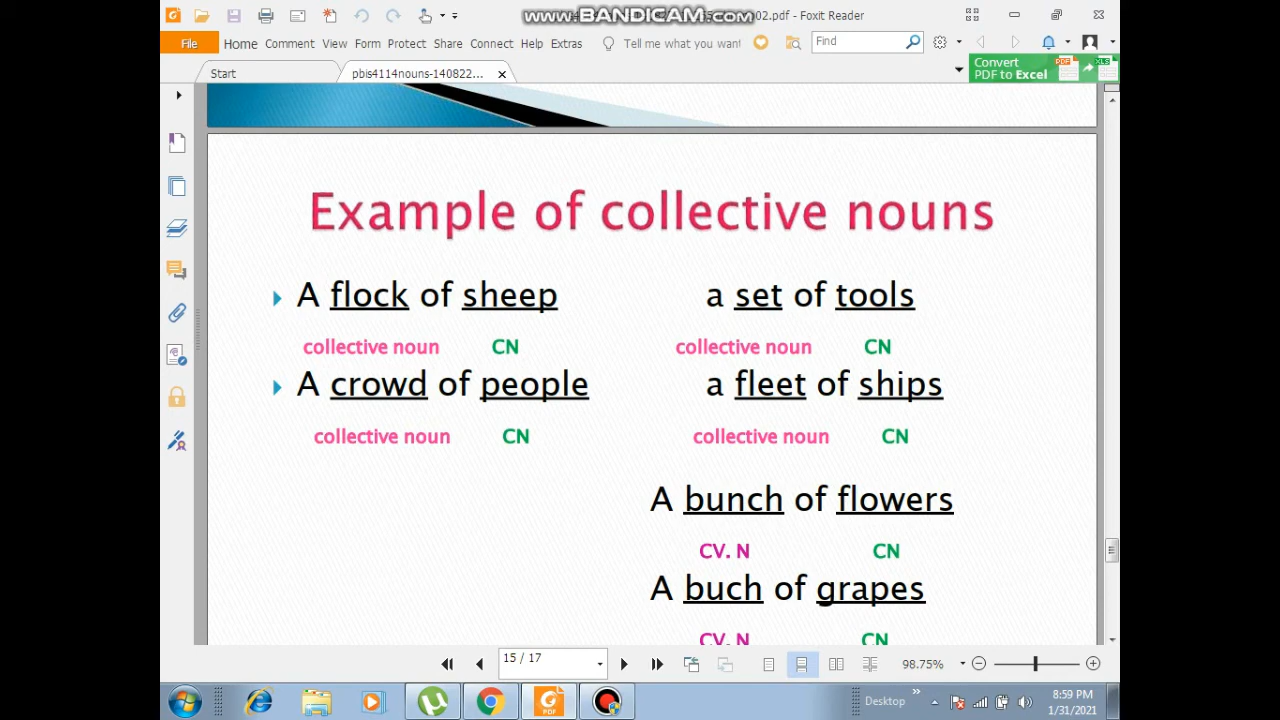 www.BANDICAM.com
02.pdf - Foxit Reader
File Home Comment View Form Protect Share Connect Help Extras Tell me what you want Find
Convert
PDF to Excel
Start
pbis4114nouns-140822...
Example of collective nouns
A flock of sheep a set of tools
collective noun CN collective noun CN
A crowd of people a fleet of ships
collective noun CN collective noun CN
A bunch of flowers
CV. N CN
A buch of grapes
CV. N CN
15 / 17
98.75%
Desktop
8:59 PM
1/31/2021